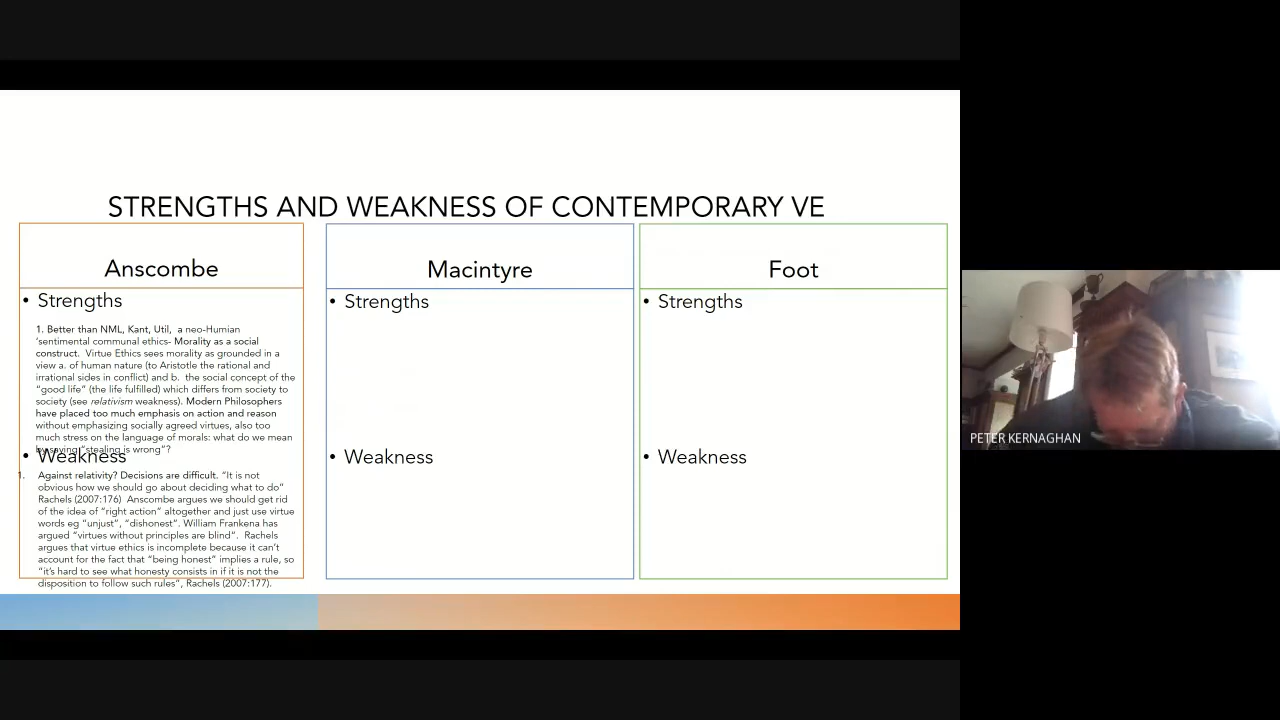 STRENGTHS AND WEAKNESS OF CONTEMPORARY VE
Anscombe
• Strengths
1. Better than NML, Kant, Util, a neo-Humian
‘sentimental communal ethics- Morality as a social
construct. Virtue Ethics sees morality as grounded in a
view a. of human nature (to Aristotle the rational and
irrational sides in conflict) and b. the social concept of the
“good life” (the life fulfilled) which differs from society to
society (see relativism weakness). Modern Philosophers
have placed too much emphasis on action and reason
without emphasizing socially agreed virtues, also too
much stress on the language of morals: what do we mean
by saying “stealing is wrong”?
• Weakness
1. Against relativity? Decisions are difficult. “It is not
obvious how we should go about deciding what to do”
Rachels (2007:176) Anscombe argues we should get rid
of the idea of “right action” altogether and just use virtue
words eg “unjust”, “dishonest”. William Frankena has
argued “virtues without principles are blind”. Rachels
argues that virtue ethics is incomplete because it can’t
account for the fact that “being honest” implies a rule, so
“it’s hard to see what honesty consists in if it is not the
disposition to follow such rules”, Rachels (2007:177).
Macintyre
• Strengths
• Weakness
Foot
• Strengths
• Weakness
PETER KERNAGHAN